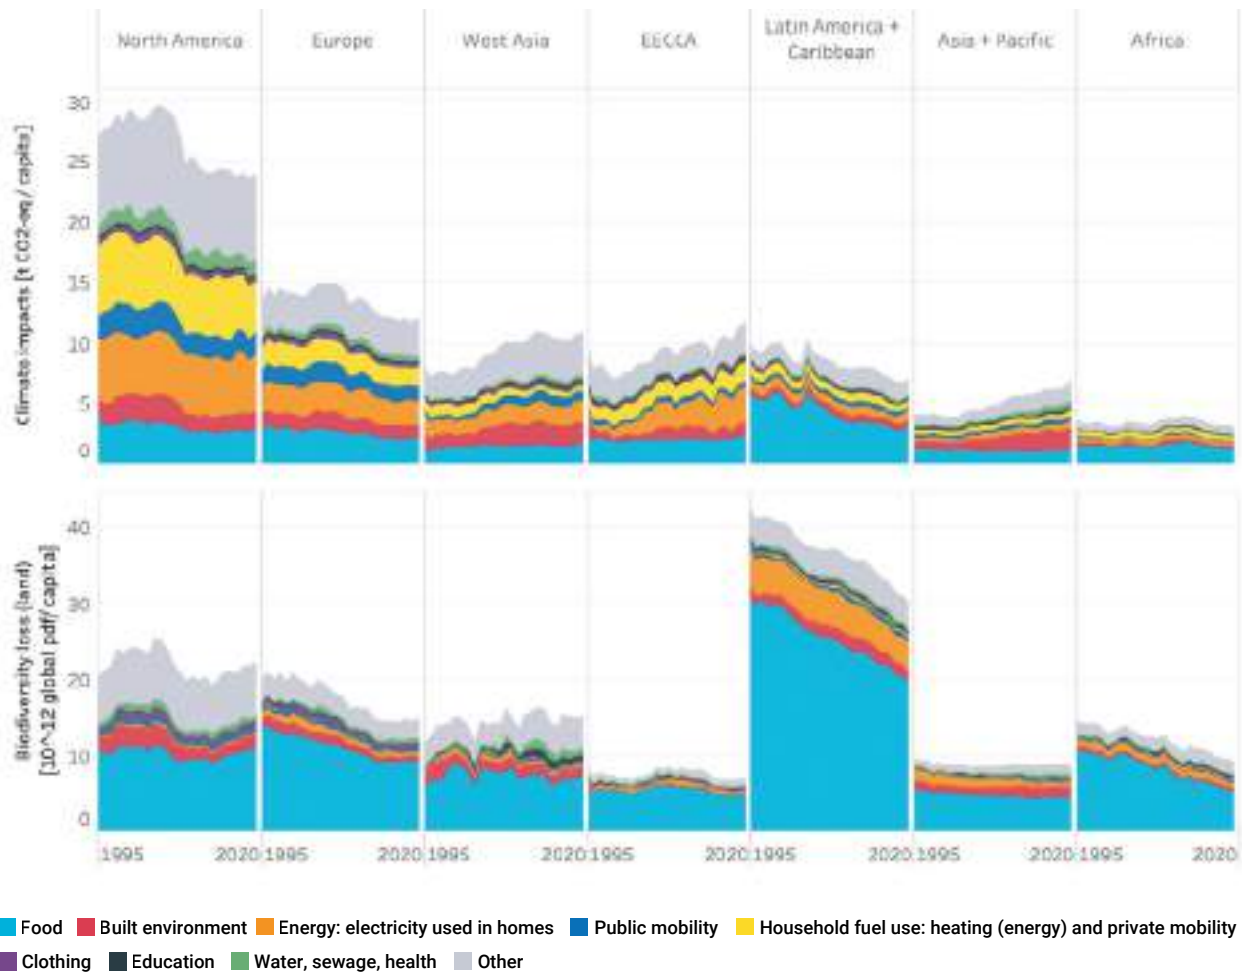 North America
Europe
West Asia
EECCA
Latin America +
Caribbean
Asia + Pacific
Africa
Climate impacts [t CO2-eq / capita]
30
25
20
15
10
5
0
Biodiversity loss (land)
[10^-12 global pdf/capita]
40
30
20
10
0
1995 2020 1995 2020 1995 2020 1995 2020 1995 2020 1995 2020 1995 2020
Food Built environment Energy: electricity used in homes Public mobility Household fuel use: heating (energy) and private mobility
Clothing Education Water, sewage, health Other